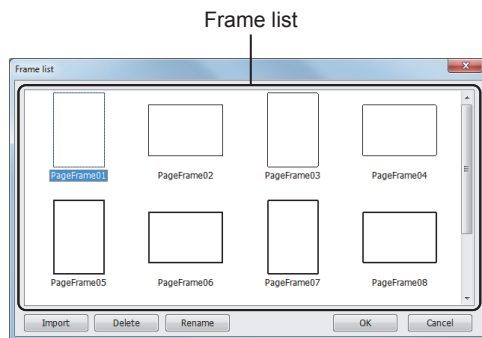 Frame list
Frame list
PageFrame01 PageFrame02 PageFrame03 PageFrame04
PageFrame05 PageFrame06 PageFrame07 PageFrame08
Import Delete Rename OK Cancel